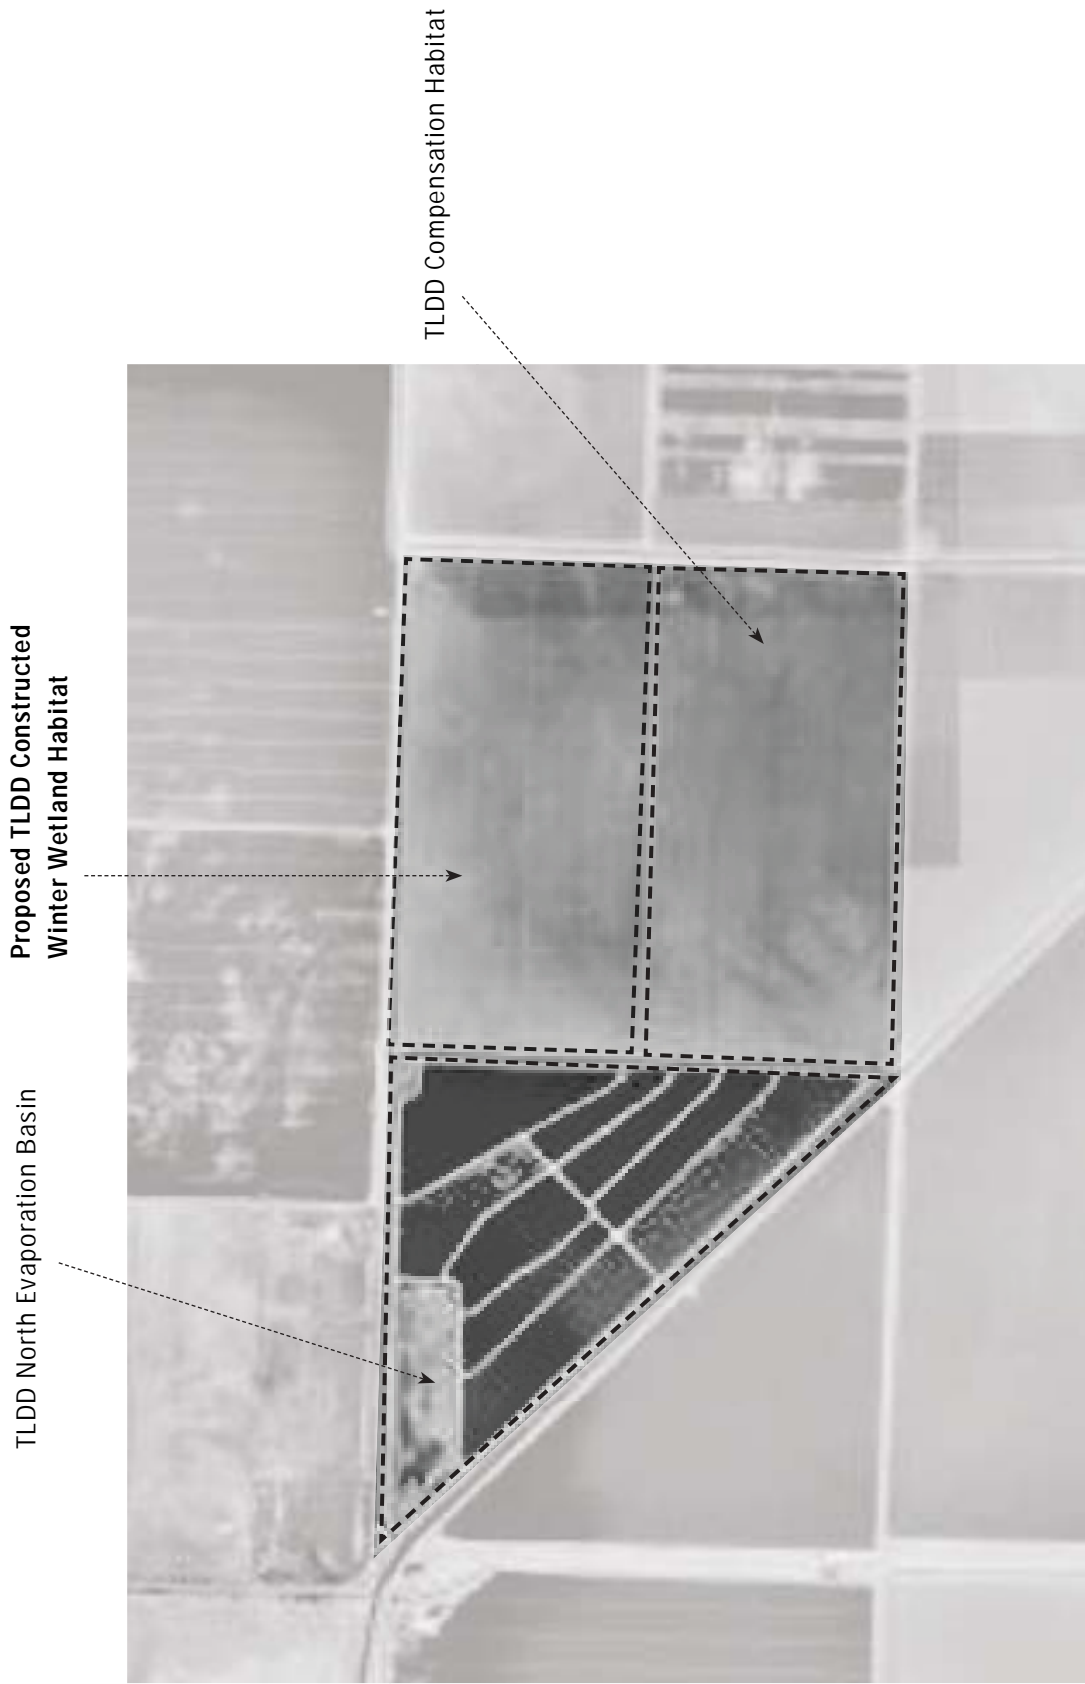 TLDD North Evaporation Basin
Proposed TLDD Constructed
Winter Wetland Habitat
TLDD Compensation Habitat